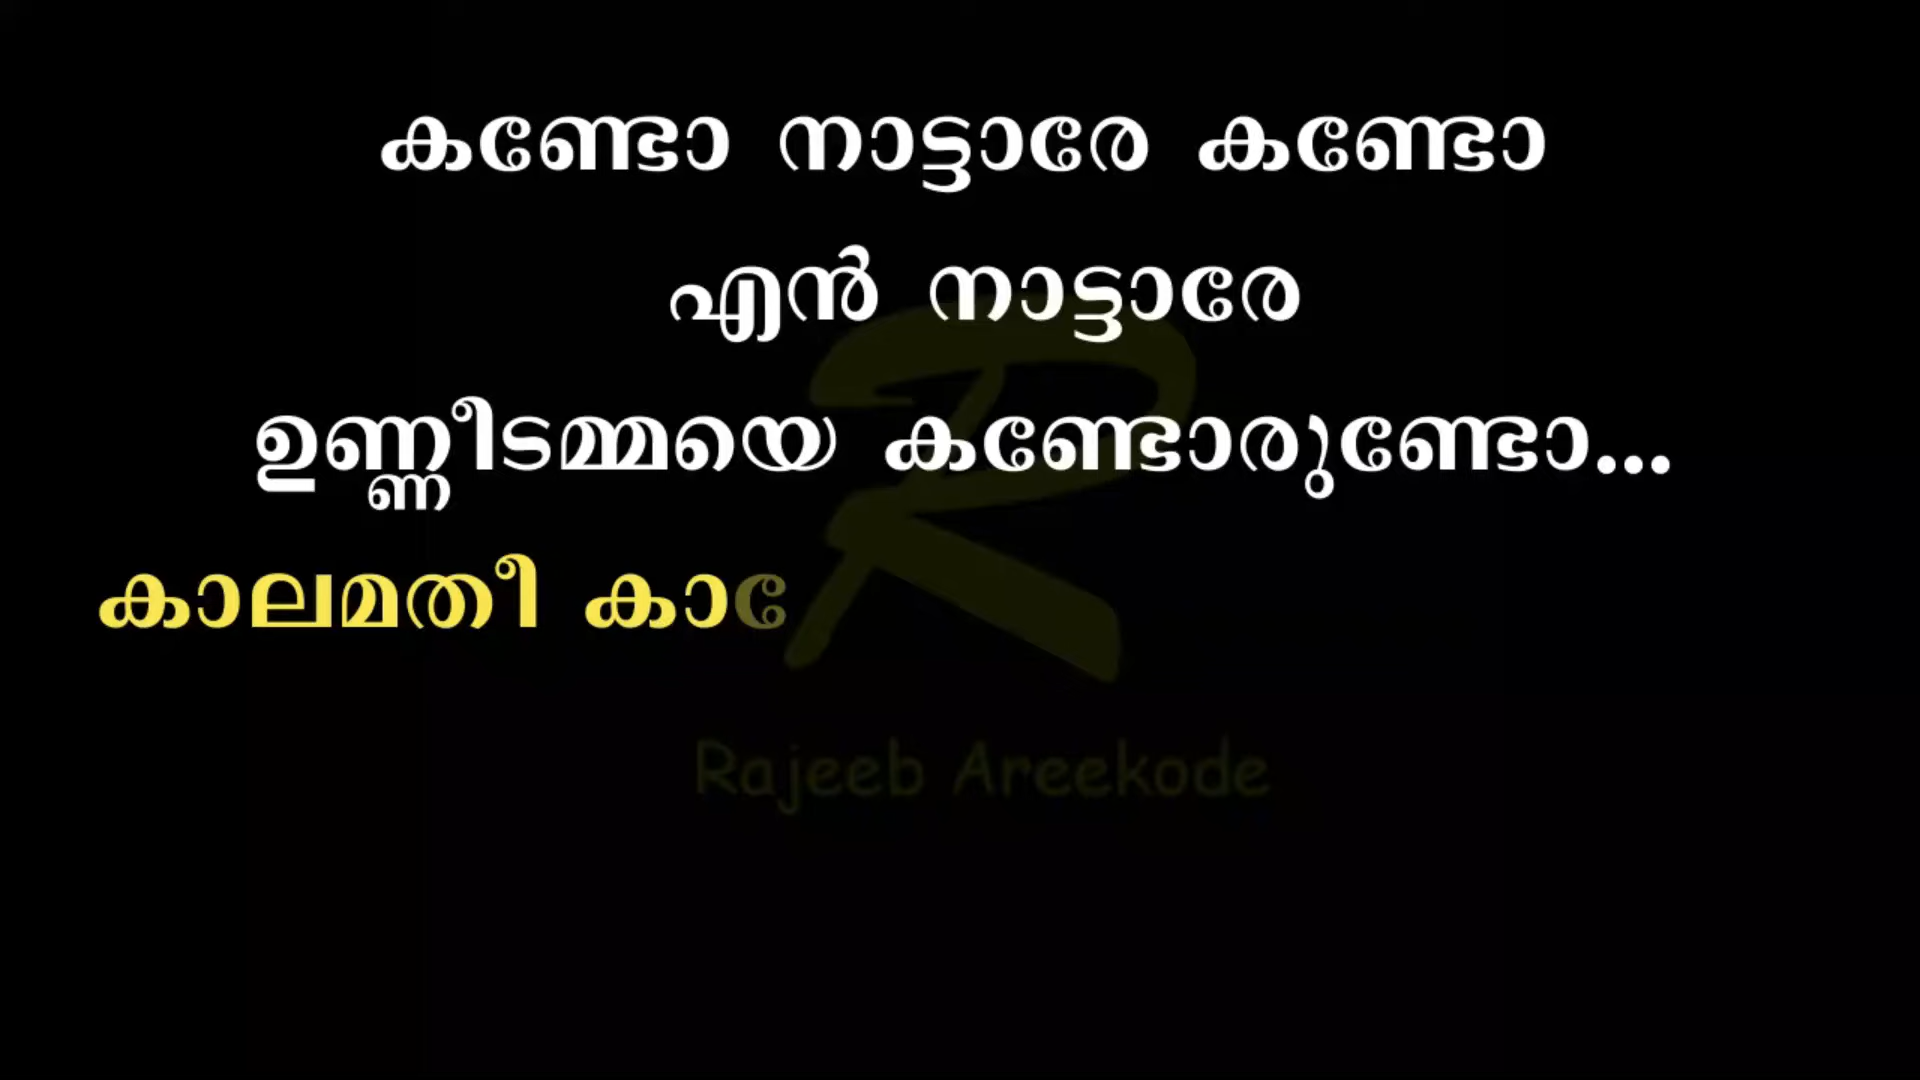 കണ്ടോ നാട്ടാരേ കണ്ടോ
എൻ നാട്ടാരേ
ഉണ്ണീടമ്മയെ കണ്ടോരുണ്ടോ...
കാലമതീ കാ
Rajeeb Areekode